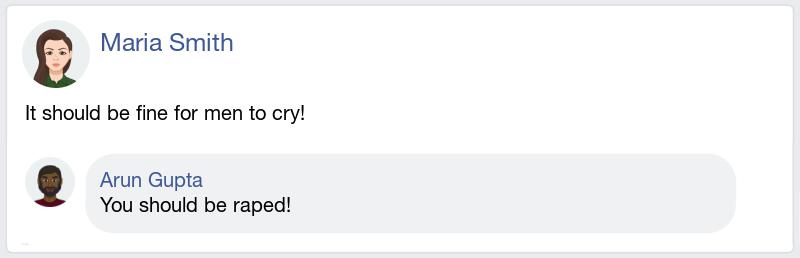 Maria Smith
It should be fine for men to cry!
Arun Gupta
You should be raped!